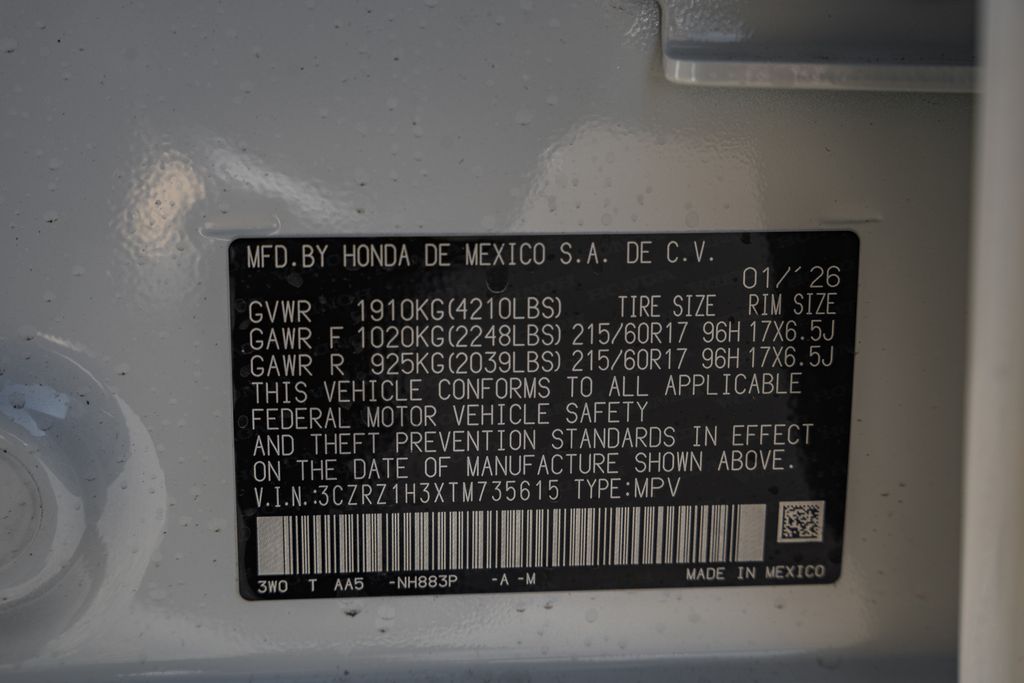 MFD.BY HONDA DE MEXICO S.A. DE C.V.
01/'26
GVWR 1910KG(4210LBS) TIRE SIZE RIM SIZE
GAWR F 1020KG(2248LBS) 215/60R17 96H 17X6.5J
GAWR R 925KG(2039LBS) 215/60R17 96H 17X6.5J
THIS VEHICLE CONFORMS TO ALL APPLICABLE
FEDERAL MOTOR VEHICLE SAFETY
AND THEFT PREVENTION STANDARDS IN EFFECT
ON THE DATE OF MANUFACTURE SHOWN ABOVE.
V.I.N.:3CZRZ1H3XTM735615 TYPE:MPV
3W0 T AA5 -NH883P -A -M MADE IN MEXICO